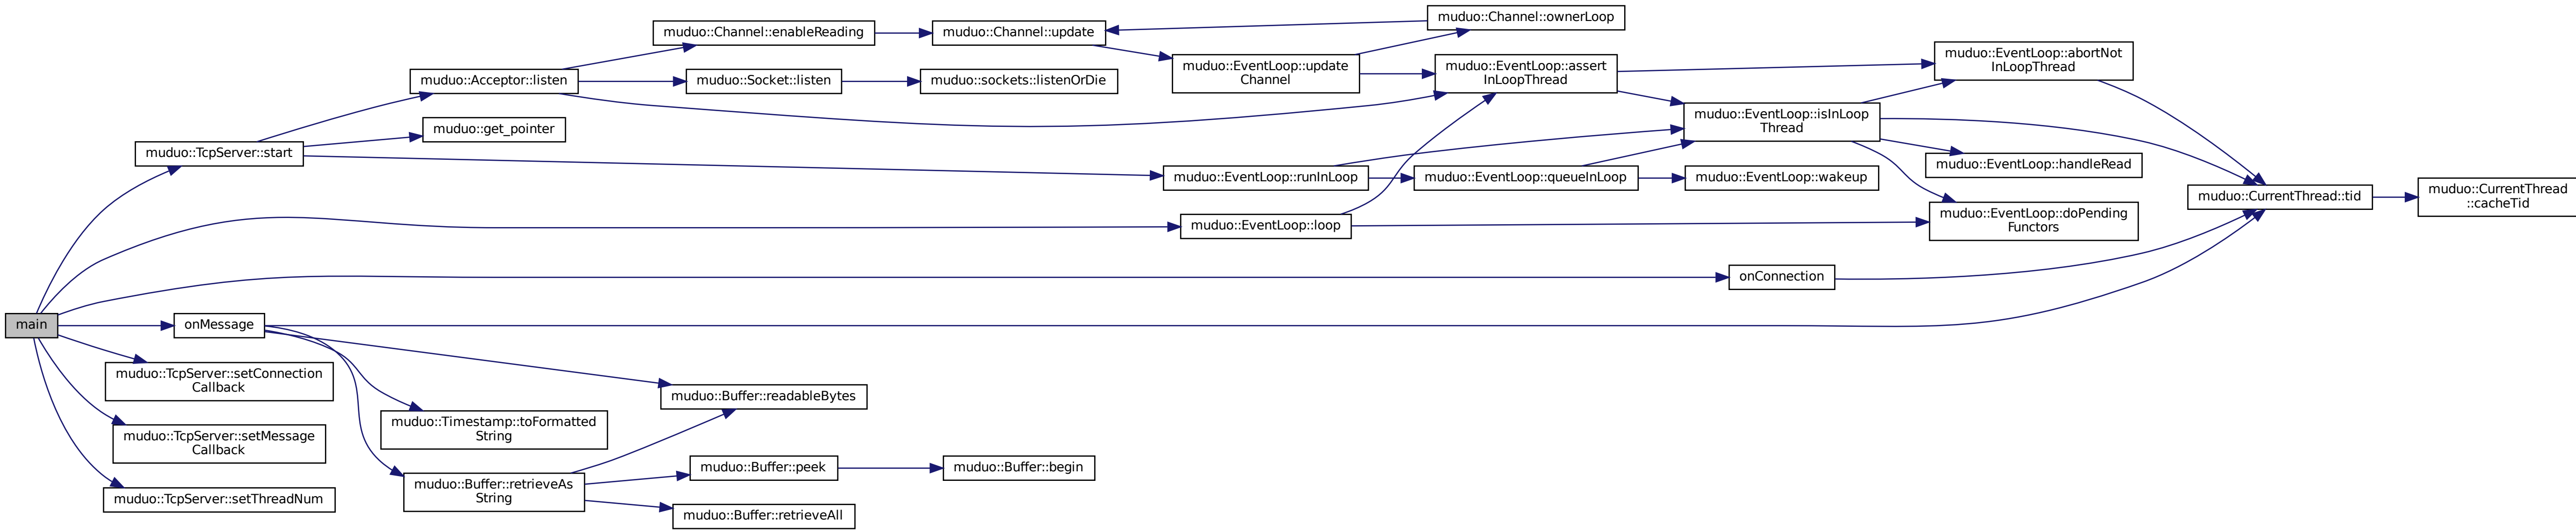 main
muduo::TcpServer::start
muduo::Acceptor::listen
muduo::get_pointer
muduo::Channel::enableReading
muduo::Socket::listen
muduo::Channel::update
muduo::sockets::listenOrDie
muduo::Channel::ownerLoop
muduo::EventLoop::update
Channel
muduo::EventLoop::assert
InLoopThread
muduo::EventLoop::abortNot
InLoopThread
muduo::EventLoop::isInLoop
Thread
muduo::EventLoop::handleRead
muduo::EventLoop::runInLoop
muduo::EventLoop::queueInLoop
muduo::EventLoop::wakeup
muduo::EventLoop::loop
muduo::EventLoop::doPending
Functors
muduo::CurrentThread::tid
muduo::CurrentThread
::cacheTid
onConnection
onMessage
muduo::TcpServer::setConnection
Callback
muduo::TcpServer::setMessage
Callback
muduo::TcpServer::setThreadNum
muduo::Buffer::readableBytes
muduo::Timestamp::toFormatted
String
muduo::Buffer::retrieveAs
String
muduo::Buffer::peek
muduo::Buffer::begin
muduo::Buffer::retrieveAll